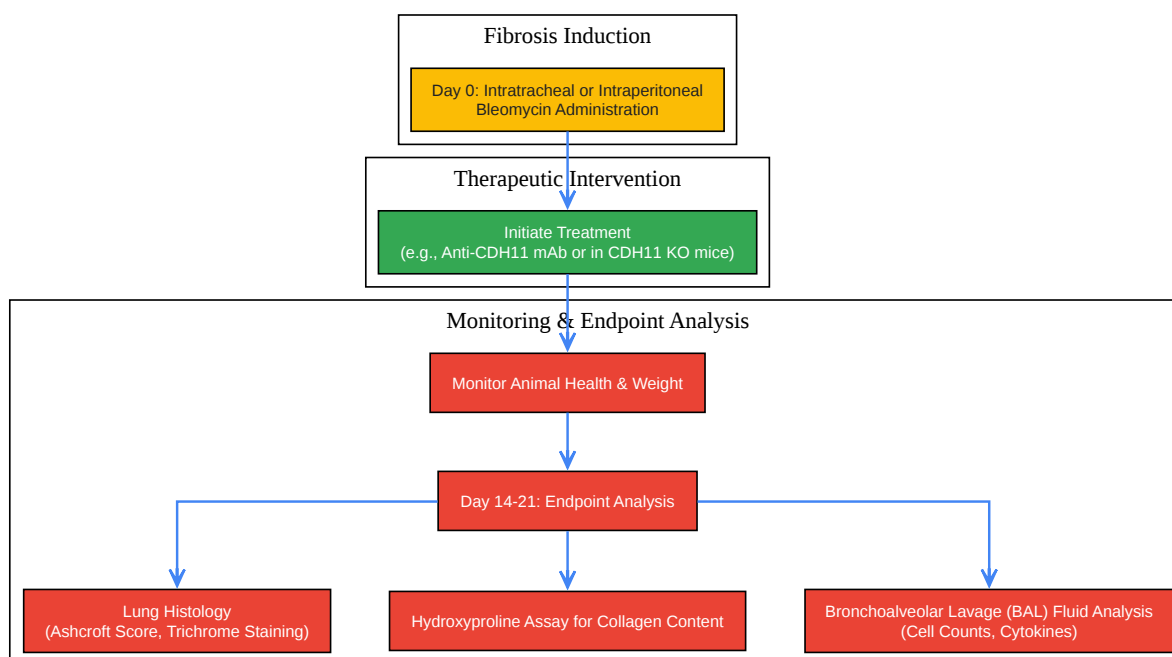 Fibrosis Induction
Day 0: Intratracheal or Intraperitoneal
Bleomycin Administration
Therapeutic Intervention
Initiate Treatment
(e.g., Anti-CDH11 mAb or in CDH11 KO mice)
Monitoring & Endpoint Analysis
Monitor Animal Health & Weight
Day 14-21: Endpoint Analysis
Lung Histology
(Ashcroft Score, Trichrome Staining)
Hydroxyproline Assay for Collagen Content
Bronchoalveolar Lavage (BAL) Fluid Analysis
(Cell Counts, Cytokines)